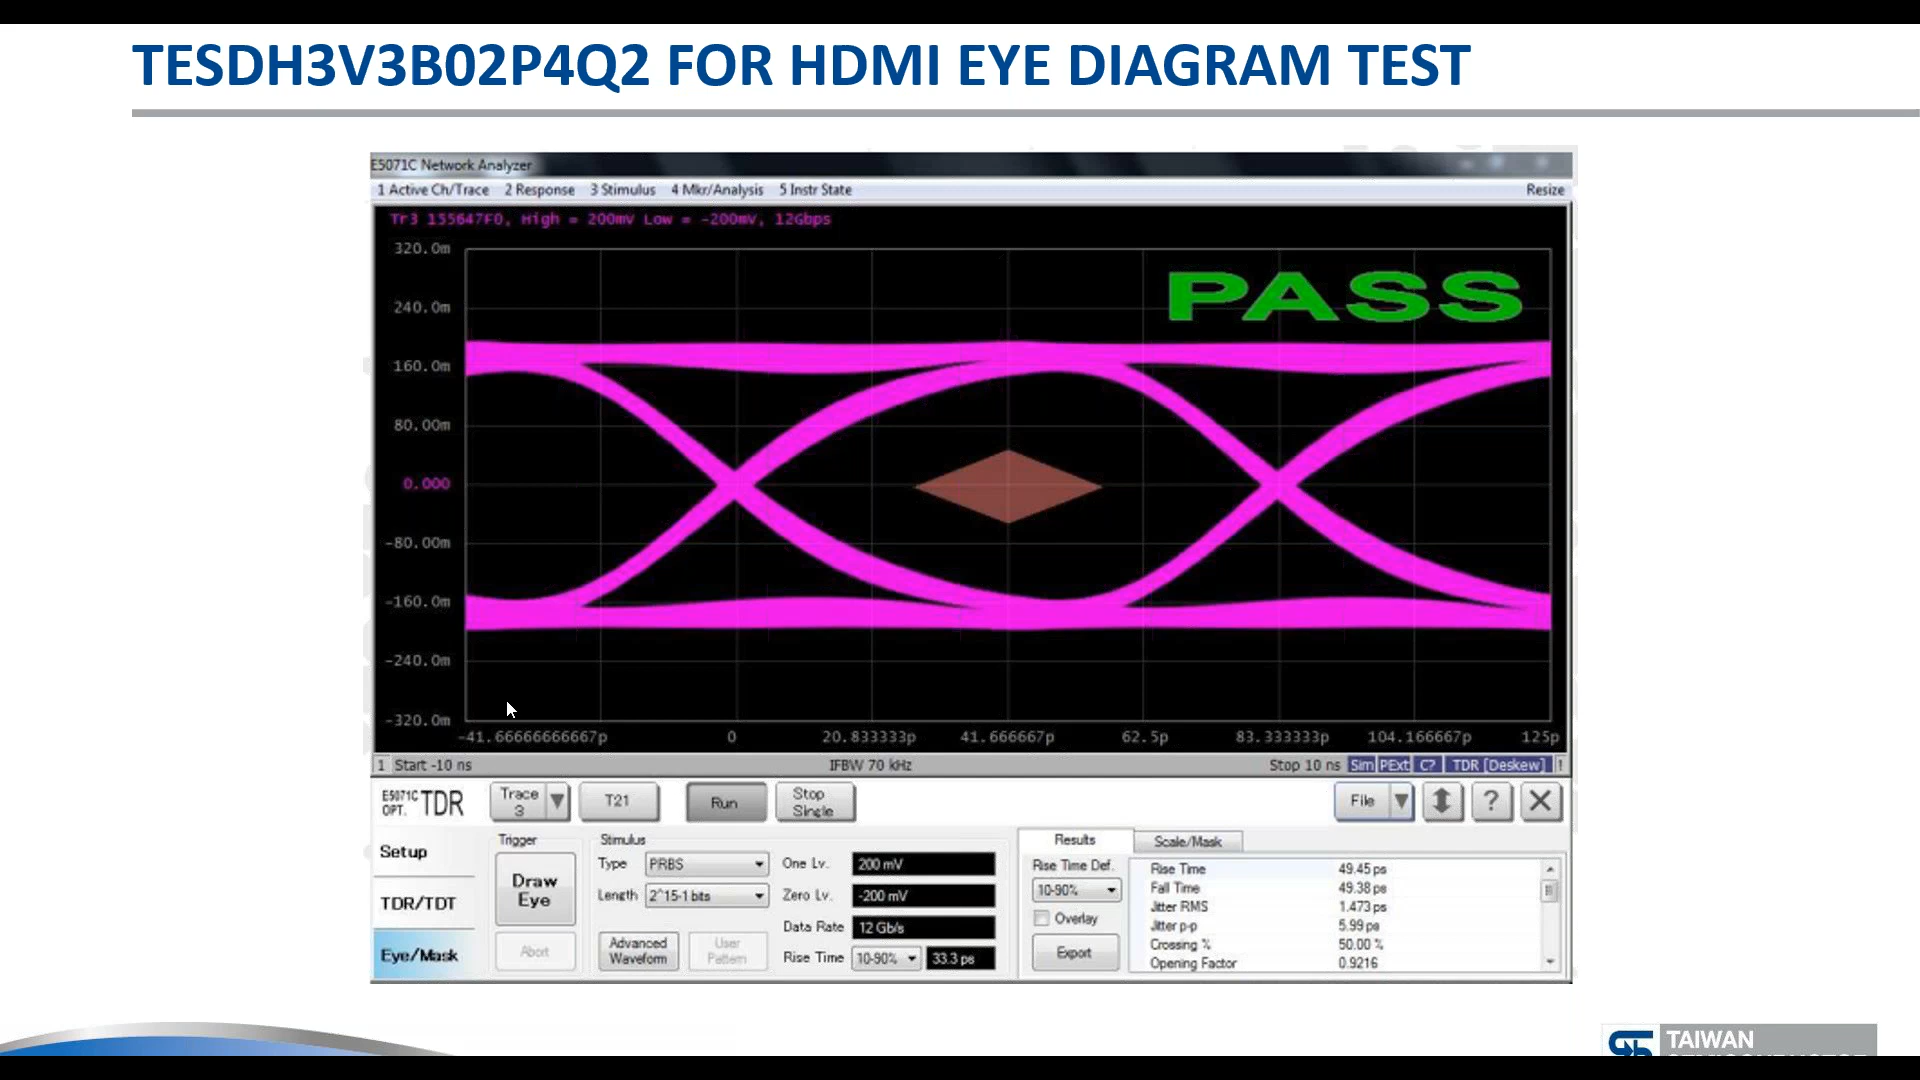 TESDH3V3B02P4Q2 FOR HDMI EYE DIAGRAM TEST
E5071C Network Analyzer
1 Active Ch/Trace 2 Response 3 Stimulus 4 Mkr/Analysis 5 Instr State Resize
Tr3 155647F0, High = 200mV Low = -200mV, 12Gbps
PASS
320.0m
240.0m
160.0m
80.00m
0.000
-80.00m
-160.0m
-240.0m
-320.0m
-41.66666666667p 0 20.833333p 41.666667p 62.5p 83.333333p 104.166667p 125p
1 Start -10 ns IFBW 70 kHz Stop 10 ns Sim PExt C? TDR [Deskew] !
E5071C OPT. TDR Trace 3 T21 Run Stop Single File ?
Setup
TDR/TDT
Eye/Mask
Trigger
Draw Eye
Abort
Stimulus
Type PRBS
Length 2^15-1 bits
Advanced Waveform
User Pattern
One Lv. 200 mV
Zero Lv. -200 mV
Data Rate 12 Gb/s
Rise Time 10-90% 33.3 ps
Results Scale/Mask
Rise Time Def.
10-90%
Overlay
Export
Rise Time 49.45 ps
Fall Time 49.38 ps
Jitter RMS 1.473 ps
Jitter p-p 5.99 ps
Crossing % 50.00 %
Opening Factor 0.9216
TAIWAN